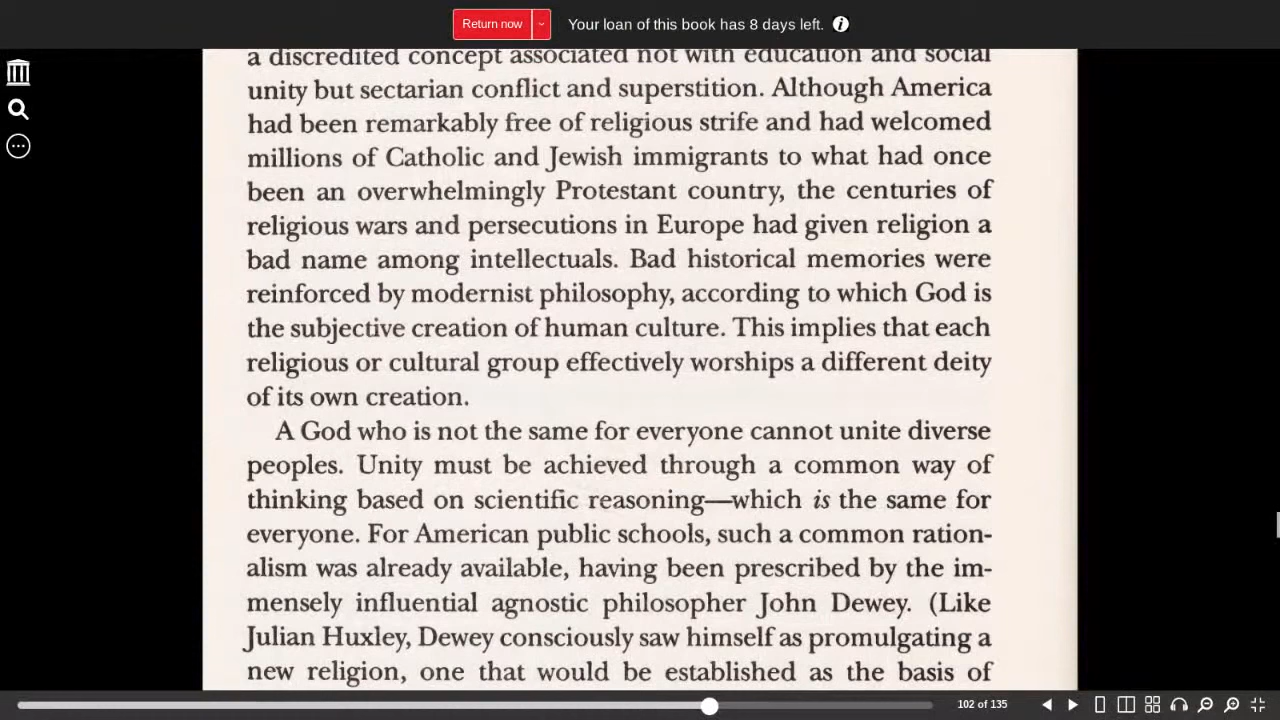 Return now
Your loan of this book has 8 days left.
a discredited concept associated not with education and social
unity but sectarian conflict and superstition. Although America
had been remarkably free of religious strife and had welcomed
millions of Catholic and Jewish immigrants to what had once
been an overwhelmingly Protestant country, the centuries of
religious wars and persecutions in Europe had given religion a
bad name among intellectuals. Bad historical memories were
reinforced by modernist philosophy, according to which God is
the subjective creation of human culture. This implies that each
religious or cultural group effectively worships a different deity
of its own creation.
A God who is not the same for everyone cannot unite diverse
peoples. Unity must be achieved through a common way of
thinking based on scientific reasoning—which is the same for
everyone. For American public schools, such a common ration-
alism was already available, having been prescribed by the im-
mensely influential agnostic philosopher John Dewey. (Like
Julian Huxley, Dewey consciously saw himself as promulgating a
new religion, one that would be established as the basis of
102 of 135